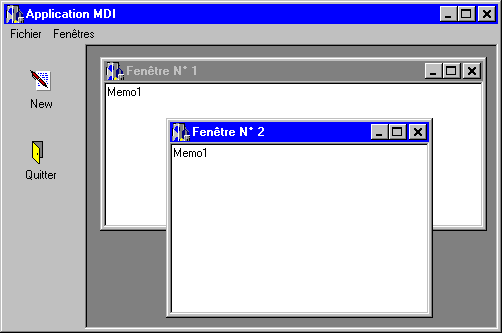 Application MDI
Fichier Fenêtres
New
Quitter
Fenêtre N° 1
Memo1
Fenêtre N° 2
Memo1